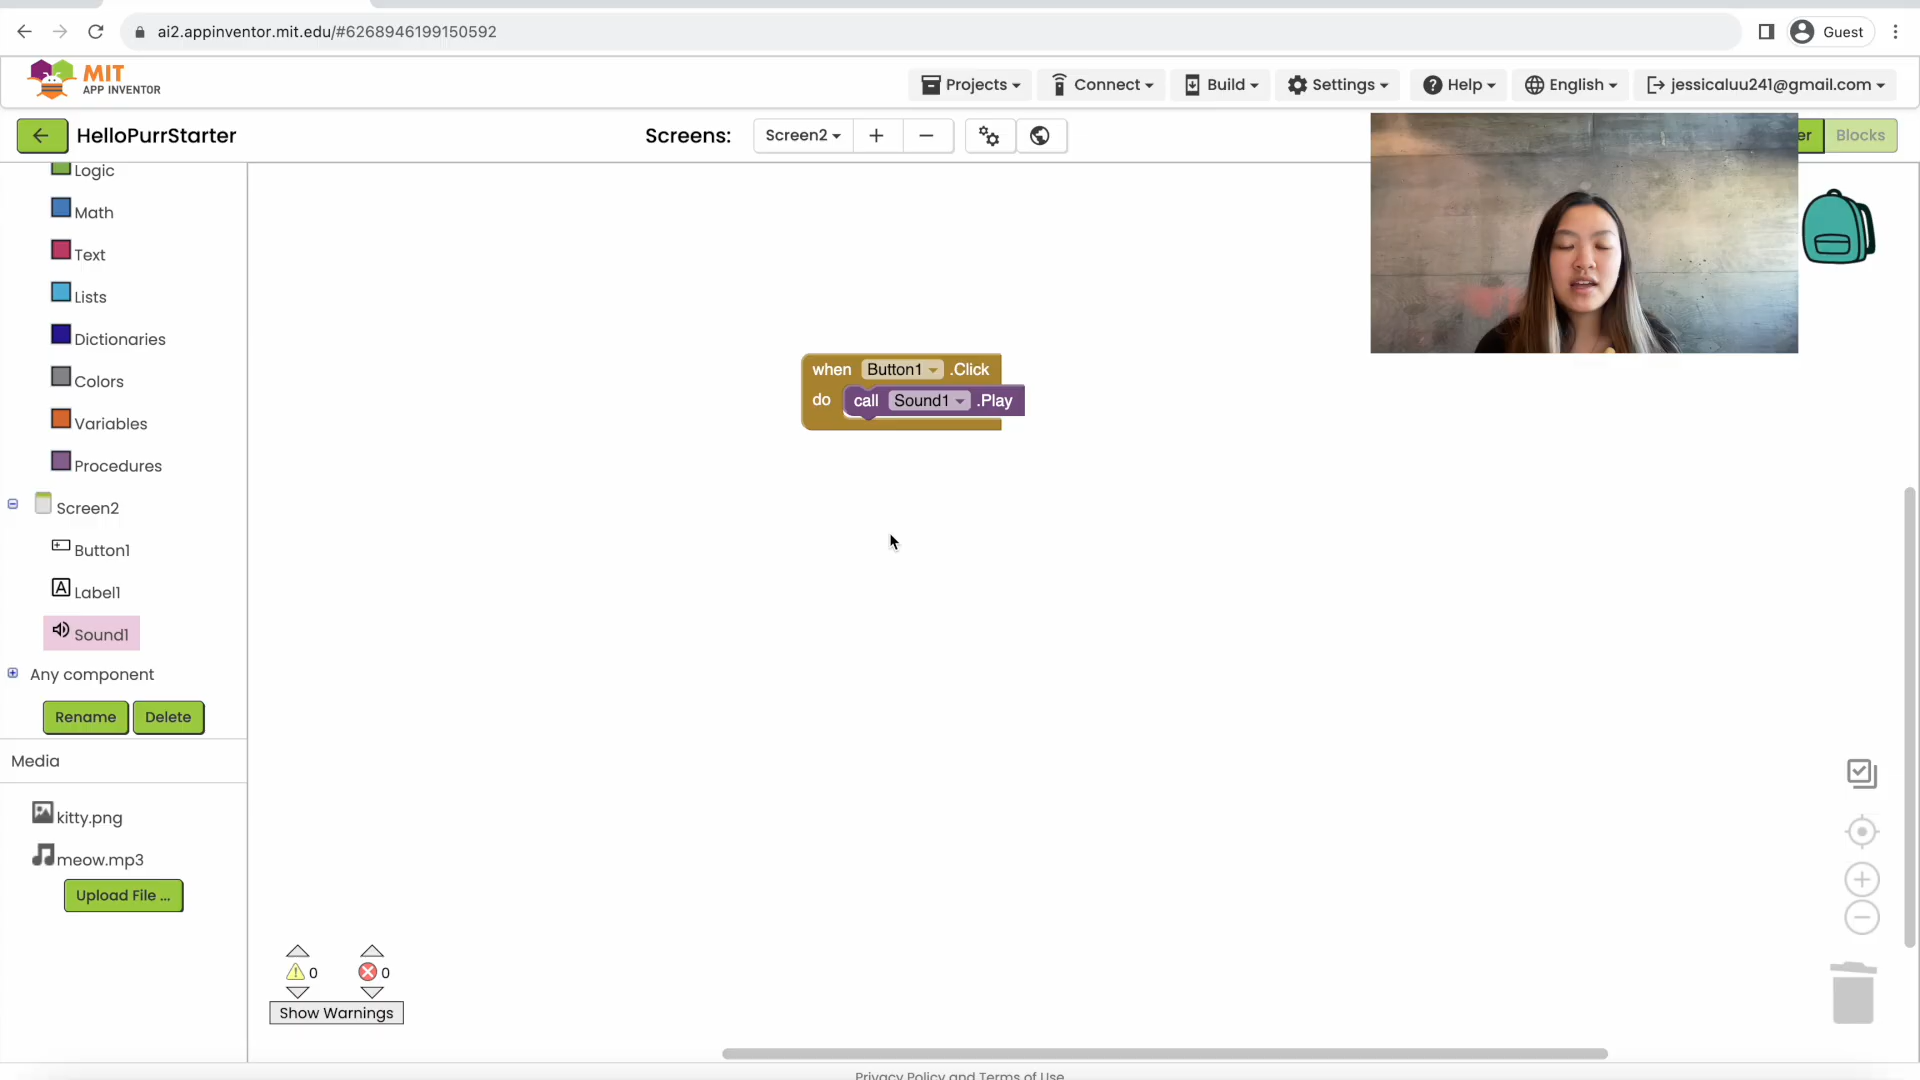 ai2.appinventor.mit.edu/#6268946199150592
Guest
MIT
APP INVENTOR
Projects
Connect
Build
Settings
Help
English
jessicaluu241@gmail.com
HelloPurrStarter
Screens:
Screen2
er
Blocks
Logic
Math
Text
Lists
Dictionaries
Colors
Variables
Procedures
Screen2
Button1
Label1
Sound1
Any component
Rename
Delete
Media
kitty.png
meow.mp3
Upload File ...
when Button1 .Click
do call Sound1 .Play
0
0
Show Warnings
Privacy Policy and Terms of Use